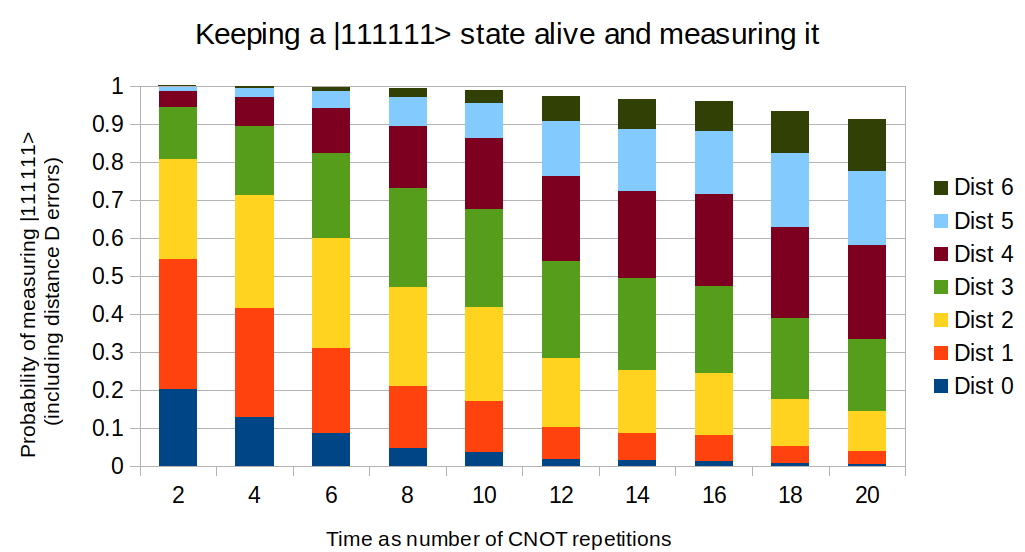 Keeping a |111111> state alive and measuring it
Probability of measuring |111111>
(including distance D errors)
1
0.9
0.8
0.7
0.6
0.5
0.4
0.3
0.2
0.1
0
2 4 6 8 10 12 14 16 18 20
Time as number of CNOT repetitions
Dist 6
Dist 5
Dist 4
Dist 3
Dist 2
Dist 1
Dist 0